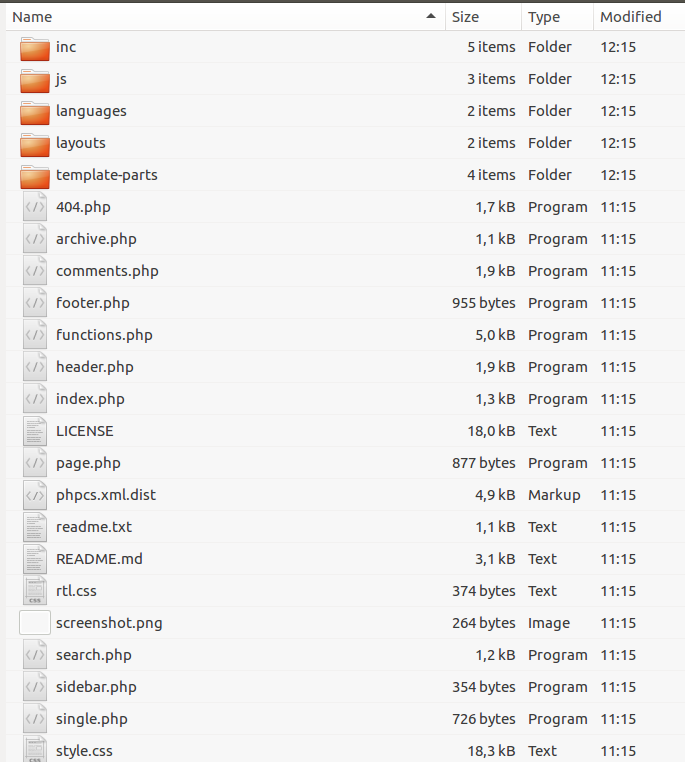 Name Size Type Modified
inc 5 items Folder 12:15
js 3 items Folder 12:15
languages 2 items Folder 12:15
layouts 2 items Folder 12:15
template-parts 4 items Folder 12:15
404.php 1,7 kB Program 11:15
archive.php 1,1 kB Program 11:15
comments.php 1,9 kB Program 11:15
footer.php 955 bytes Program 11:15
functions.php 5,0 kB Program 11:15
header.php 1,9 kB Program 11:15
index.php 1,3 kB Program 11:15
LICENSE 18,0 kB Text 11:15
page.php 877 bytes Program 11:15
phpcs.xml.dist 4,9 kB Markup 11:15
readme.txt 1,1 kB Text 11:15
README.md 3,1 kB Text 11:15
CSS rtl.css 374 bytes Text 11:15
screenshot.png 264 bytes Image 11:15
search.php 1,2 kB Program 11:15
sidebar.php 354 bytes Program 11:15
single.php 726 bytes Program 11:15
CSS style.css 18,3 kB Text 11:15